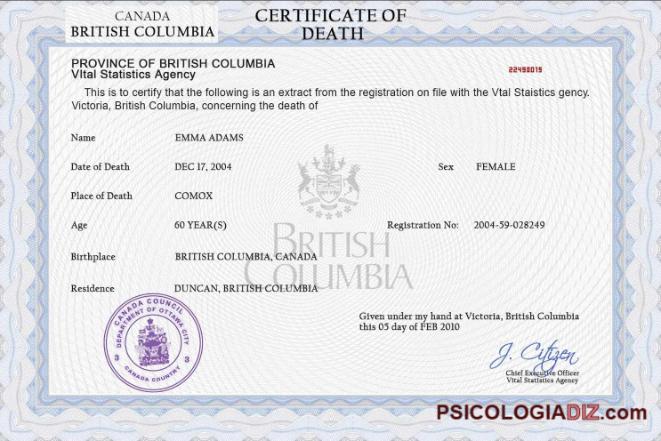 CANADA
BRITISH COLUMBIA
CERTIFICATE OF
DEATH
PROVINCE OF BRITISH COLUMBIA
VItal Statistics Agency
22490019
This is to certify that the following is an extract from the registration on file with the Vtal Staistics gency.
Victoria, British Columbia, concerning the death of
Name EMMA ADAMS
Date of Death DEC 17, 2004 Sex FEMALE
Place of Death COMOX
Age 60 YEAR(S) Registration No: 2004-59-028249
BRITISH
COLUMBIA
Birthplace BRITISH COLUMBIA, CANADA
Residence DUNCAN, BRITISH COLUMBIA
CANADA COUNCIL
DEPARTMENT OF OTTAWA CITY
CANADA COUNTRY
Given under my hand at Victoria, British Columbia
this 05 day of FEB 2010
J. Citizen
Chief Executive Officer
Vital Statistics Agency
PSICOLOGIADIZ.com